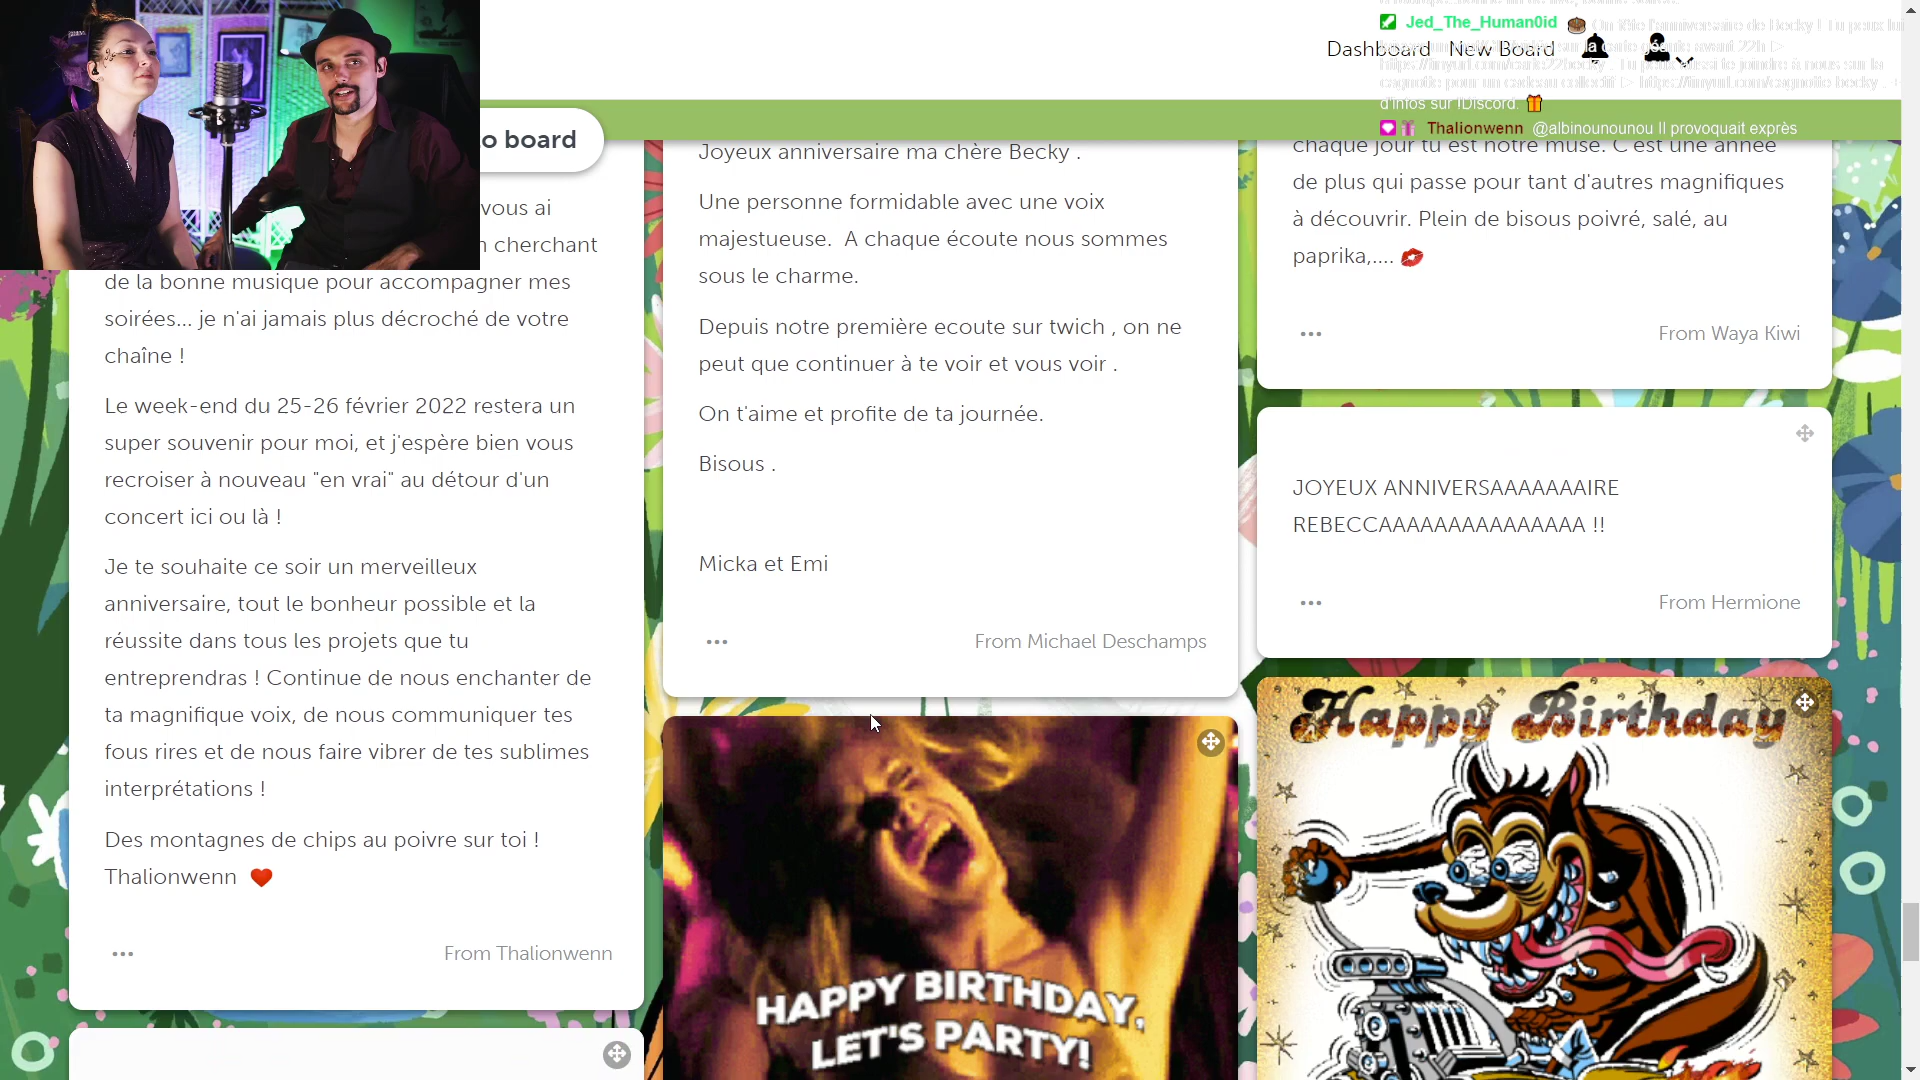 Jed_The_Human0id
Dashboard New Board
d'infos sur !Discord.
Thalionwenn @albinounounou Il provoquait exprès
to board
vous ai
cherchant
de la bonne musique pour accompagner mes
soirées... je n'ai jamais plus décroché de votre
chaîne !
Le week-end du 25-26 février 2022 restera un
super souvenir pour moi, et j'espère bien vous
recroiser à nouveau "en vrai" au détour d'un
concert ici ou là !
Je te souhaite ce soir un merveilleux
anniversaire, tout le bonheur possible et la
réussite dans tous les projets que tu
entreprendras ! Continue de nous enchanter de
ta magnifique voix, de nous communiquer tes
fous rires et de nous faire vibrer de tes sublimes
interprétations !
Des montagnes de chips au poivre sur toi !
Thalionwenn ❤
From Thalionwenn
Joyeux anniversaire ma chère Becky .
Une personne formidable avec une voix
majestueuse. A chaque écoute nous sommes
sous le charme.
Depuis notre première ecoute sur twich , on ne
peut que continuer à te voir et vous voir .
On t'aime et profite de ta journée.
Bisous .
Micka et Emi
From Michael Deschamps
HAPPY BIRTHDAY,
LET'S PARTY!
chaque jour tu est notre muse. C'est une année
de plus qui passe pour tant d'autres magnifiques
à découvrir. Plein de bisous poivré, salé, au
paprika,.... 💋
From Waya Kiwi
JOYEUX ANNIVERSAAAAAAAIRE
REBECCAAAAAAAAAAAAAAA !!
From Hermione
Happy Birthday